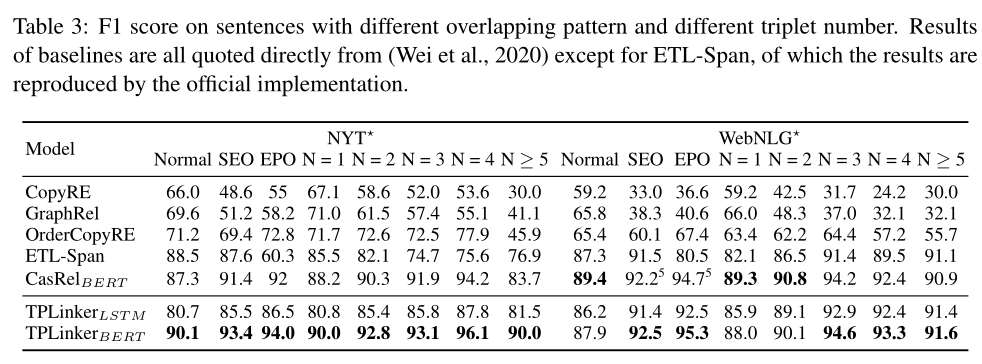 Table 3: F1 score on sentences with different overlapping pattern and different triplet number. Results
of baselines are all quoted directly from (Wei et al., 2020) except for ETL-Span, of which the results are
reproduced by the official implementation.
Model NYT* WebNLG*
Normal SEO EPO N = 1 N = 2 N = 3 N = 4 N ≥ 5 Normal SEO EPO N = 1 N = 2 N = 3 N = 4 N ≥ 5
CopyRE 66.0 48.6 55 67.1 58.6 52.0 53.6 30.0 59.2 33.0 36.6 59.2 42.5 31.7 24.2 30.0
GraphRel 69.6 51.2 58.2 71.0 61.5 57.4 55.1 41.1 65.8 38.3 40.6 66.0 48.3 37.0 32.1 32.1
OrderCopyRE 71.2 69.4 72.8 71.7 72.6 72.5 77.9 45.9 65.4 60.1 67.4 63.4 62.2 64.4 57.2 55.7
ETL-Span 88.5 87.6 60.3 85.5 82.1 74.7 75.6 76.9 87.3 91.5 80.5 82.1 86.5 91.4 89.5 91.1
CasRel_BERT 87.3 91.4 92 88.2 90.3 91.9 94.2 83.7 89.4 92.2⁵ 94.7⁵ 89.3 90.8 94.2 92.4 90.9
TPLinker_LSTM 80.7 85.5 86.5 80.8 85.4 85.8 87.8 81.5 86.2 91.4 92.5 85.9 89.1 92.9 92.4 91.4
TPLinker_BERT 90.1 93.4 94.0 90.0 92.8 93.1 96.1 90.0 87.9 92.5 95.3 88.0 90.1 94.6 93.3 91.6